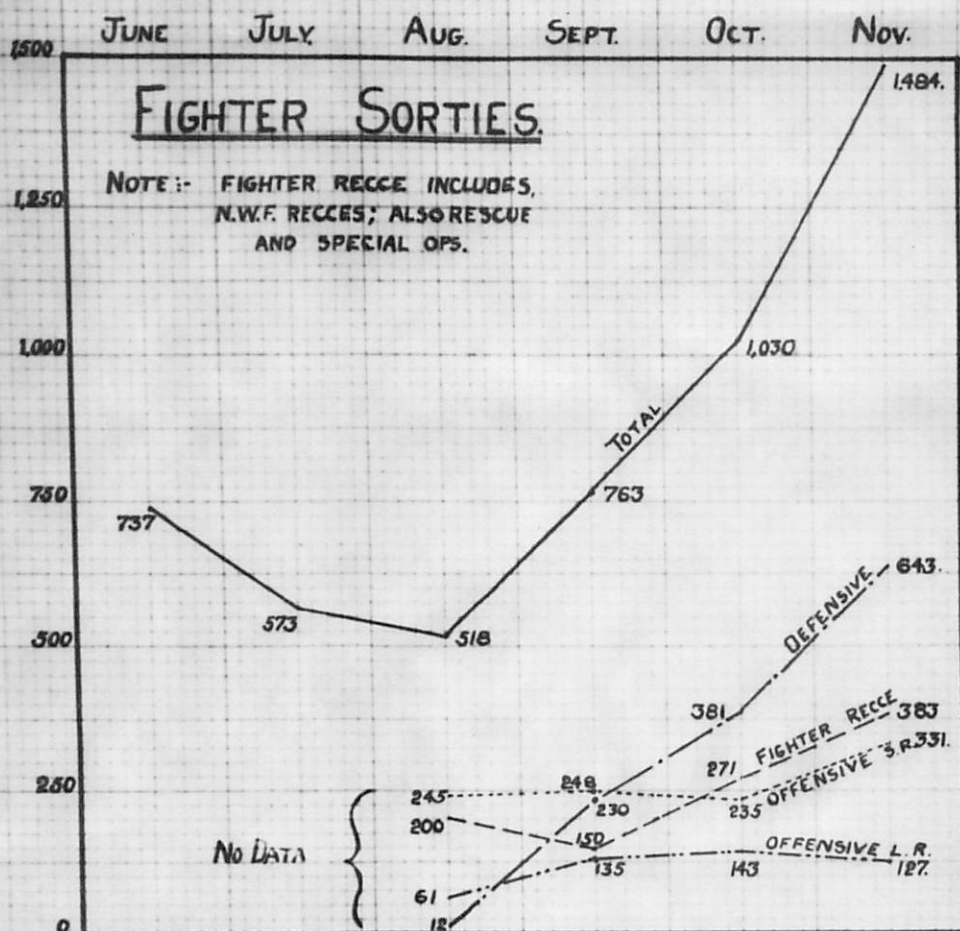 JUNE JULY. AUG. SEPT. OCT. NOV.
1,500
1,484.
FIGHTER SORTIES.
NOTE:- FIGHTER RECCE INCLUDES,
N.W.F. RECCES; ALSO RESCUE
AND SPECIAL OPS.
1,250
1,000
1,030
TOTAL
750
763
737
573
518
500
DEFENSIVE
643.
381
FIGHTER RECCE
383
271
OFFENSIVE S.R. 331.
250
245
248
230
235
200
150
NO DATA
OFFENSIVE L.R.
135
143
127.
61
12
0